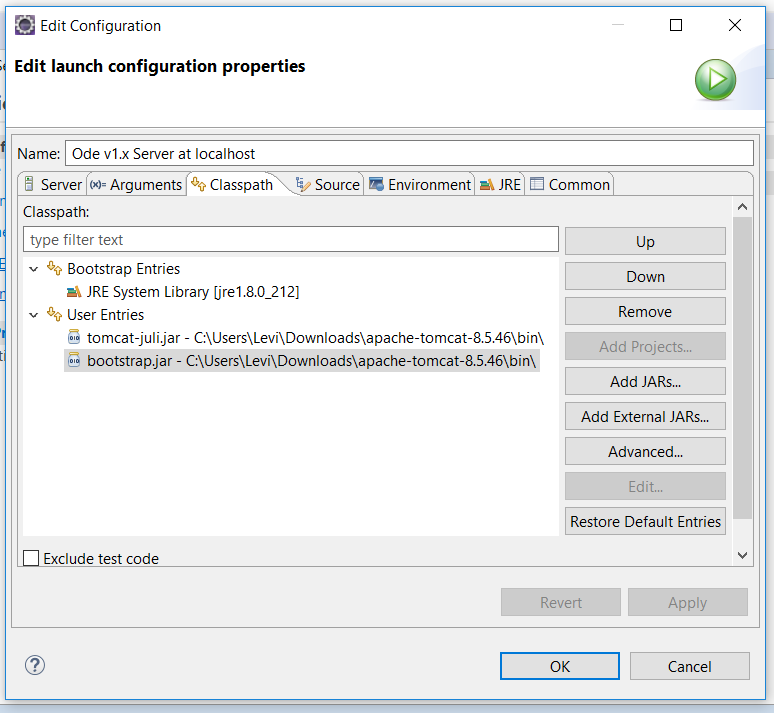 Edit Configuration
Edit launch configuration properties
Name: Ode v1.x Server at localhost
Server (x)= Arguments Classpath Source Environment JRE Common
Classpath:
type filter text
Bootstrap Entries
JRE System Library [jre1.8.0_212]
User Entries
tomcat-juli.jar - C:\Users\Levi\Downloads\apache-tomcat-8.5.46\bin\
bootstrap.jar - C:\Users\Levi\Downloads\apache-tomcat-8.5.46\bin\
Up
Down
Remove
Add Projects...
Add JARs...
Add External JARs...
Advanced...
Edit...
Restore Default Entries
Exclude test code
Revert Apply
? OK Cancel